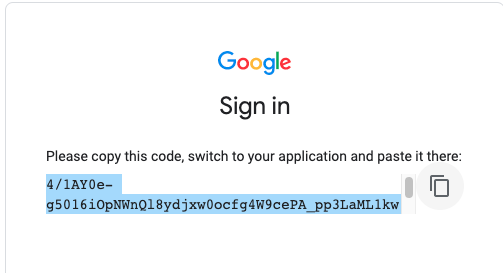 Google
Sign in
Please copy this code, switch to your application and paste it there:
4/1AY0e-
g5016iOpNWnQl8ydjxw0ocfg4W9cePA_pp3LaML1kw